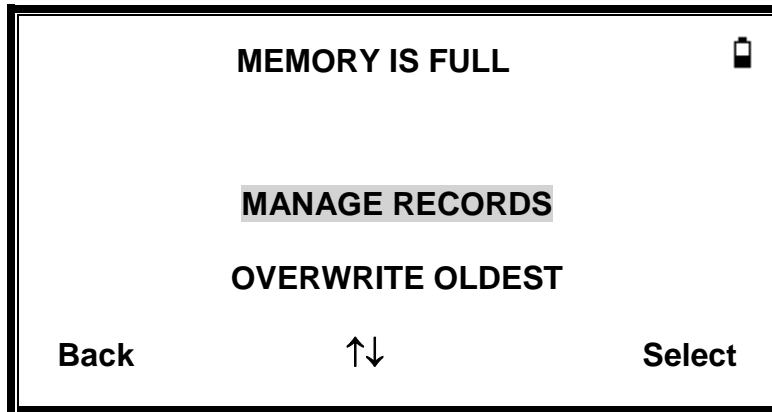 MEMORY IS FULL
MANAGE RECORDS
OVERWRITE OLDEST
Back ↑↓ Select